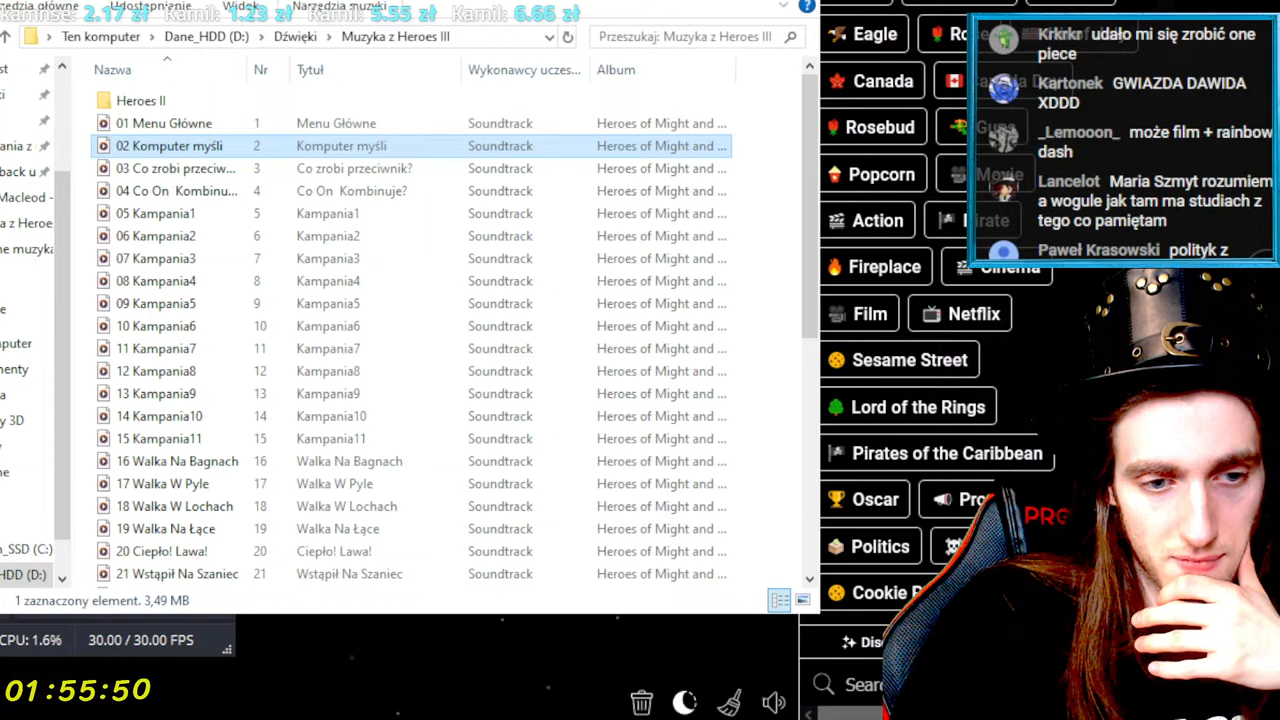 2.17 zł Kamil: 1.23 zł Kamil: 5.55 zł Kamil: 6.66 zł
Udostępnienie Widok Narzędzia muzyki
Ten komputer > Dane_HDD (D:) > Dźwięki > Muzyka z Heroes III
Przeszukaj: Muzyka z Heroes III
Nazwa Nr Tytuł Wykonawcy uczes... Album
Heroes II
01 Menu Główne 1 Menu Główne Soundtrack Heroes of Might and ...
02 Komputer myśli 2 Komputer myśli Soundtrack Heroes of Might and ...
03 Co zrobi przeciw... 3 Co zrobi przeciwnik? Soundtrack Heroes of Might and ...
04 Co On Kombinu... 4 Co On Kombinuje? Soundtrack Heroes of Might and ...
05 Kampania1 5 Kampania1 Soundtrack Heroes of Might and ...
06 Kampania2 6 Kampania2 Soundtrack Heroes of Might and ...
07 Kampania3 7 Kampania3 Soundtrack Heroes of Might and ...
08 Kampania4 8 Kampania4 Soundtrack Heroes of Might and ...
09 Kampania5 9 Kampania5 Soundtrack Heroes of Might and ...
10 Kampania6 10 Kampania6 Soundtrack Heroes of Might and ...
11 Kampania7 11 Kampania7 Soundtrack Heroes of Might and ...
12 Kampania8 12 Kampania8 Soundtrack Heroes of Might and ...
13 Kampania9 13 Kampania9 Soundtrack Heroes of Might and ...
14 Kampania10 14 Kampania10 Soundtrack Heroes of Might and ...
15 Kampania11 15 Kampania11 Soundtrack Heroes of Might and ...
16 Walka Na Bagnach 16 Walka Na Bagnach Soundtrack Heroes of Might and ...
17 Walka W Pyle 17 Walka W Pyle Soundtrack Heroes of Might and ...
18 Walka W Lochach 18 Walka W Lochach Soundtrack Heroes of Might and ...
19 Walka Na Łące 19 Walka Na Łące Soundtrack Heroes of Might and ...
20 Ciepło! Lawa! 20 Ciepło! Lawa! Soundtrack Heroes of Might and ...
21 Wstąpił Na Szaniec 21 Wstąpił Na Szaniec Soundtrack Heroes of Might and ...
_SSD (C:)
HDD (D:)
1 zaznaczony element. 3,49 MB
CPU: 1.6% 30.00 / 30.00 FPS
01:55:50
Eagle
Canada
Rosebud
Popcorn Movie
Action
Fireplace Cinema
Film Netflix
Sesame Street
Lord of the Rings
Pirates of the Caribbean
Oscar
Politics
Cookie
Krkrkr udało mi się zrobić one
piece
Kartonek GWIAZDA DAWIDA
XDDD
_Lemooon_ może film + rainbow
dash
Lancelot Maria Szmyt rozumiem
a wogule jak tam ma studiach z
tego co pamiętam
Paweł Krasowski polityk z